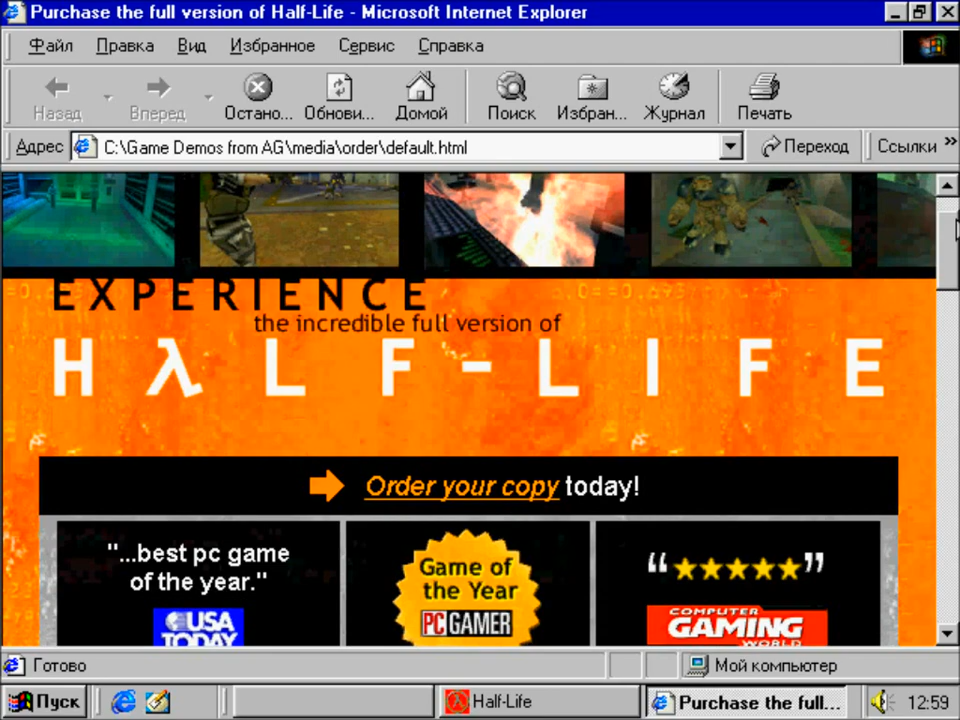 Purchase the full version of Half-Life - Microsoft Internet Explorer
Файл Правка Вид Избранное Сервис Справка
Назад Вперед Остано... Обнови... Домой Поиск Избран... Журнал Печать
Адрес C:\Game Demos from AG\media\order\default.html Переход Ссылки »
EXPERIENCE
the incredible full version of
HλLF-LIFE
Order your copy today!
"...best pc game
of the year."
USA
TODAY
Game of
the Year
PC GAMER
“★★★★★”
COMPUTER
GAMING
WORLD
Готово Мой компьютер
Пуск Half-Life Purchase the full... 12:59